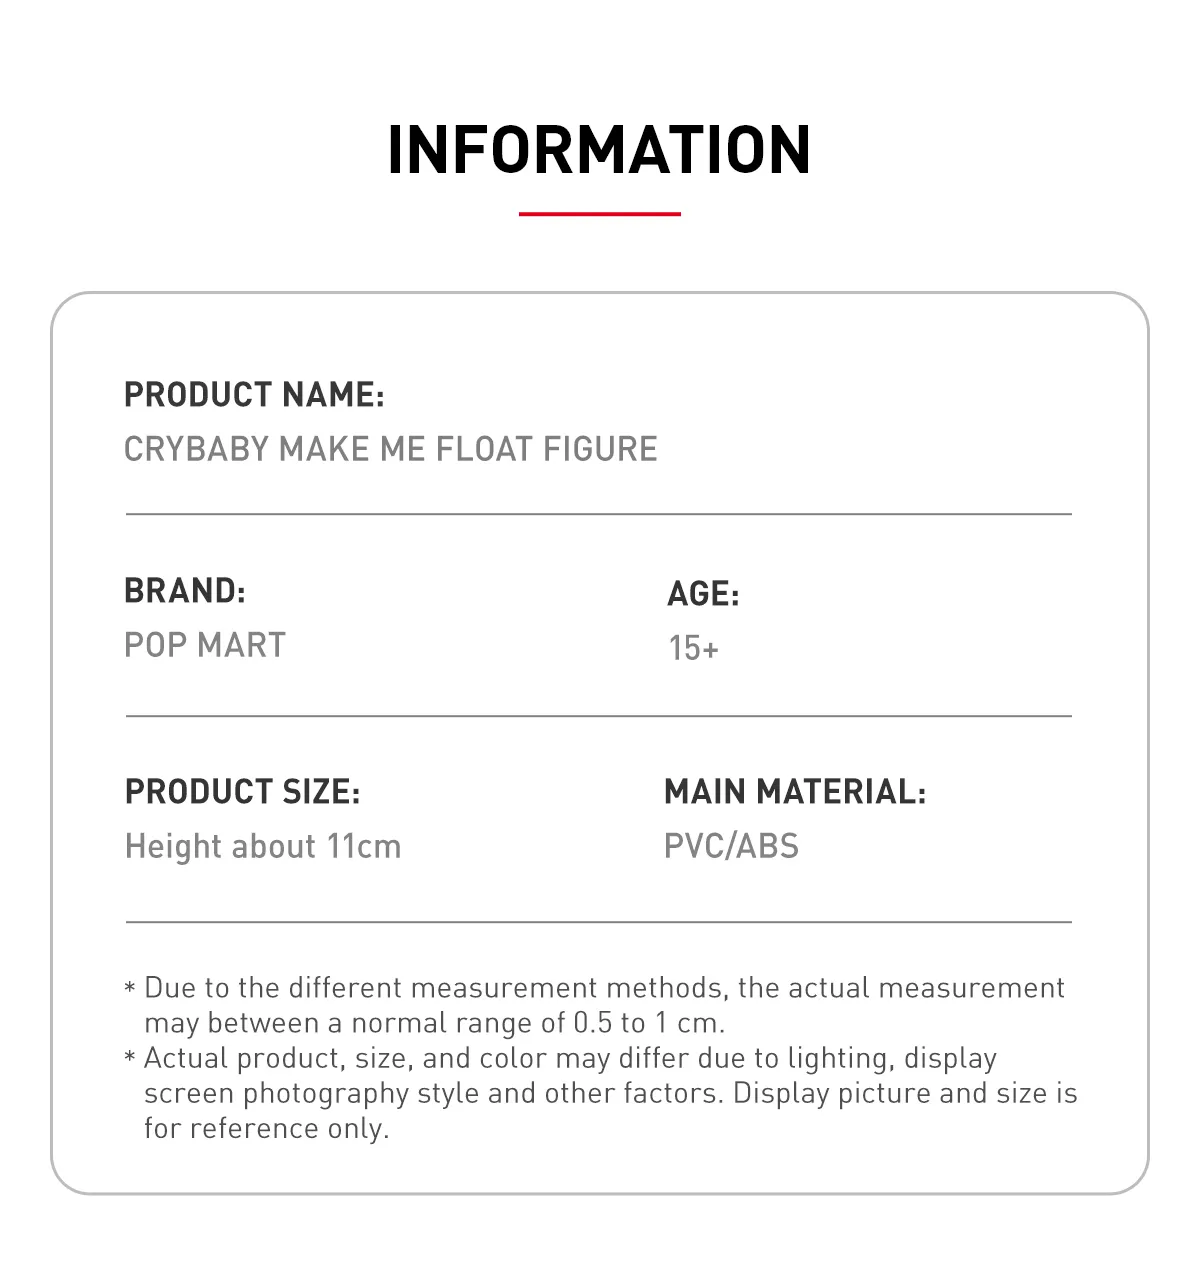 INFORMATION
PRODUCT NAME:
CRYBABY MAKE ME FLOAT FIGURE
BRAND:
POP MART
AGE:
15+
PRODUCT SIZE:
Height about 11cm
MAIN MATERIAL:
PVC/ABS
* Due to the different measurement methods, the actual measurement
may between a normal range of 0.5 to 1 cm.
* Actual product, size, and color may differ due to lighting, display
screen photography style and other factors. Display picture and size is
for reference only.